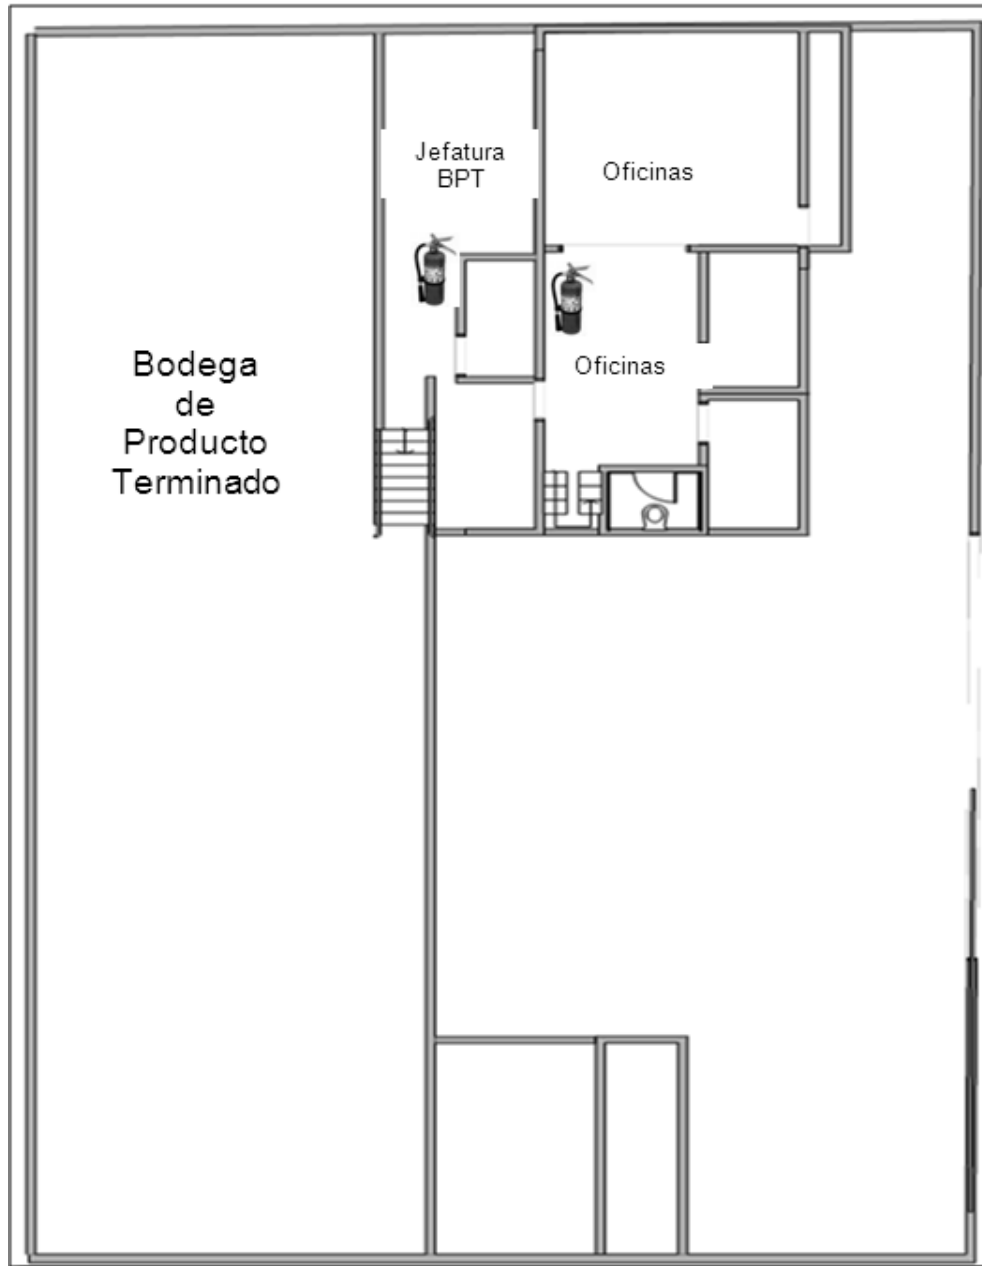 Jefatura
BPT
Oficinas
Oficinas
Bodega
de
Producto
Terminado